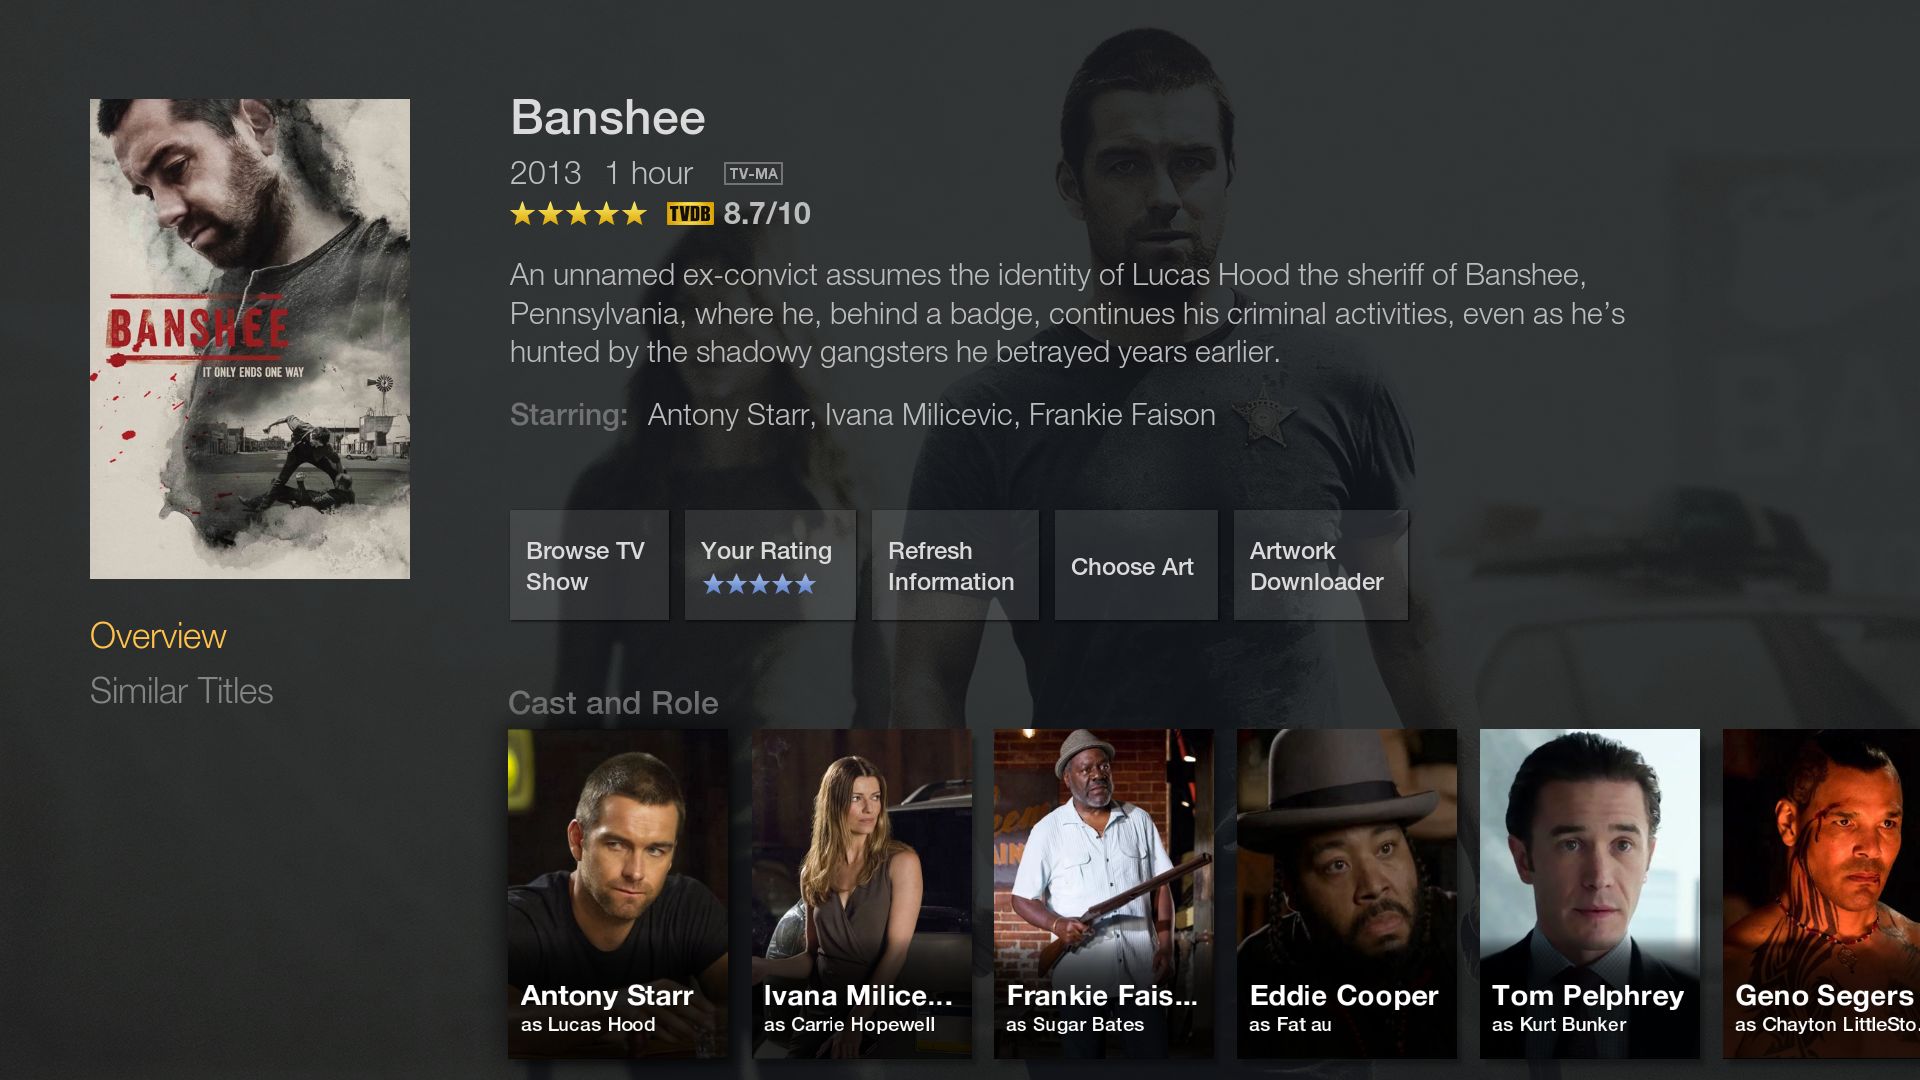 BANSHEE
IT ONLY ENDS ONE WAY
Overview
Similar Titles
Banshee
2013 1 hour TV-MA
TVDB 8.7/10
An unnamed ex-convict assumes the identity of Lucas Hood the sheriff of Banshee,
Pennsylvania, where he, behind a badge, continues his criminal activities, even as he’s
hunted by the shadowy gangsters he betrayed years earlier.
Starring: Antony Starr, Ivana Milicevic, Frankie Faison
Browse TV
Show
Your Rating
Refresh
Information
Choose Art
Artwork
Downloader
Cast and Role
Antony Starr
as Lucas Hood
Ivana Milice...
as Carrie Hopewell
Frankie Fais...
as Sugar Bates
Eddie Cooper
as Fat au
Tom Pelphrey
as Kurt Bunker
Geno Segers
as Chayton LittleSto.